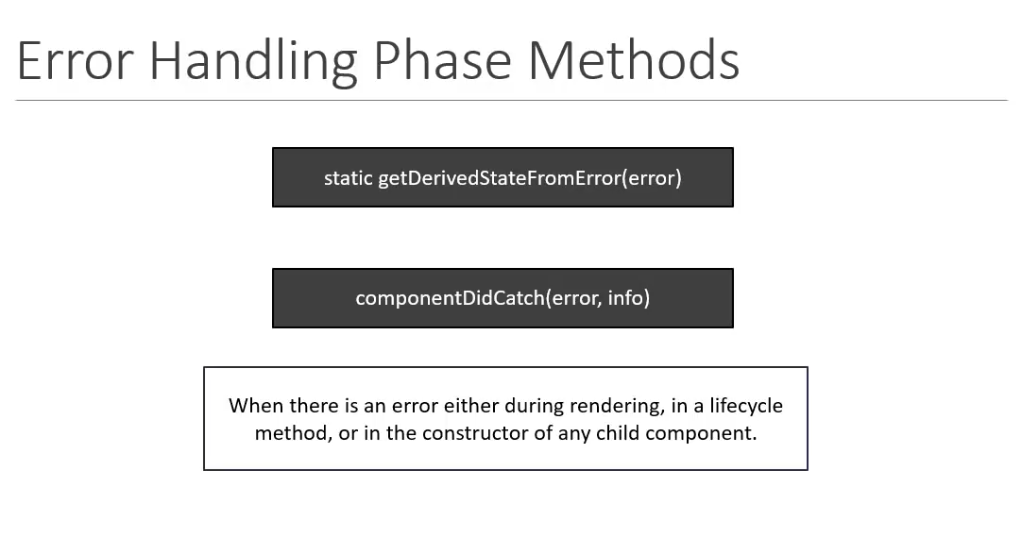 Error Handling Phase Methods
static getDerivedStateFromError(error)
componentDidCatch(error, info)
When there is an error either during rendering, in a lifecycle
method, or in the constructor of any child component.